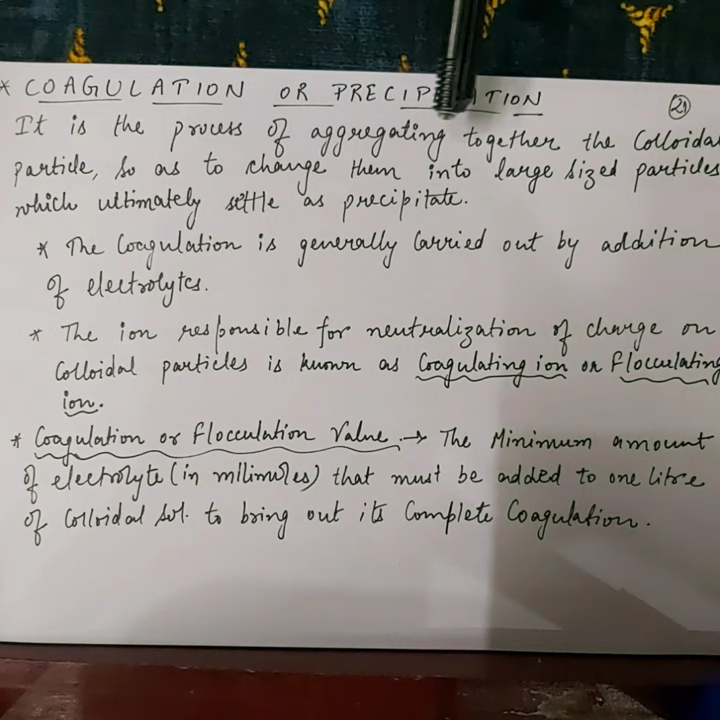 * COAGULATION OR PRECIP TION
21
It is the process of aggregating together the Colloidal
particle, so as to change them into large sized particles
which ultimately settle as precipitate.
* The Coagulation is generally Carried out by addition
of electrolytes.
* The ion responsible for neutralization of charge on
Colloidal particles is known as Coagulating ion or flocculating
ion.
* Coagulation or Flocculation Value → The Minimum amount
of electrolyte (in milimoles) that must be added to one litre
of Colloidal sol. to bring out its Complete Coagulation.